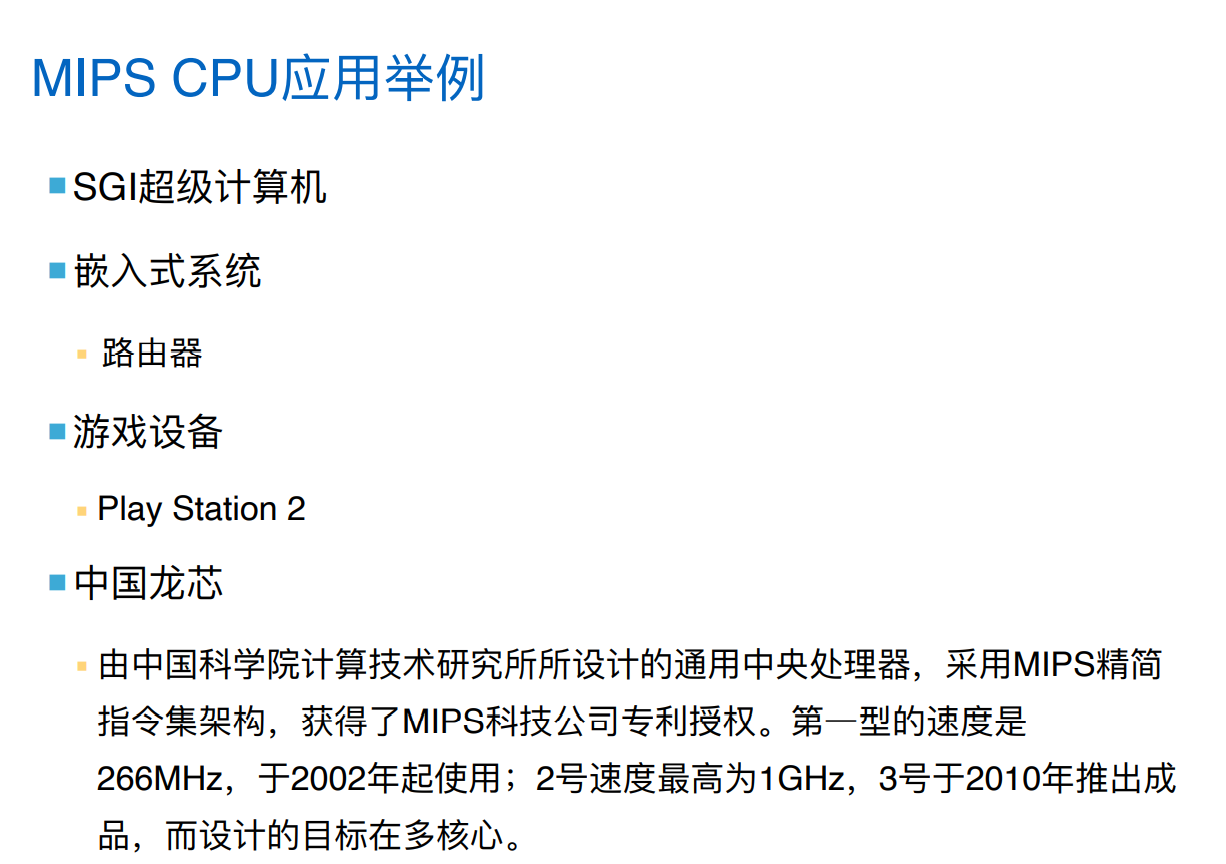 MIPS CPU应用举例
SGI超级计算机
嵌入式系统
路由器
游戏设备
Play Station 2
中国龙芯
由中国科学院计算技术研究所所设计的通用中央处理器，采用MIPS精简
指令集架构，获得了MIPS科技公司专利授权。第一型的速度是
266MHz，于2002年起使用；2号速度最高为1GHz，3号于2010年推出成
品，而设计的目标在多核心。